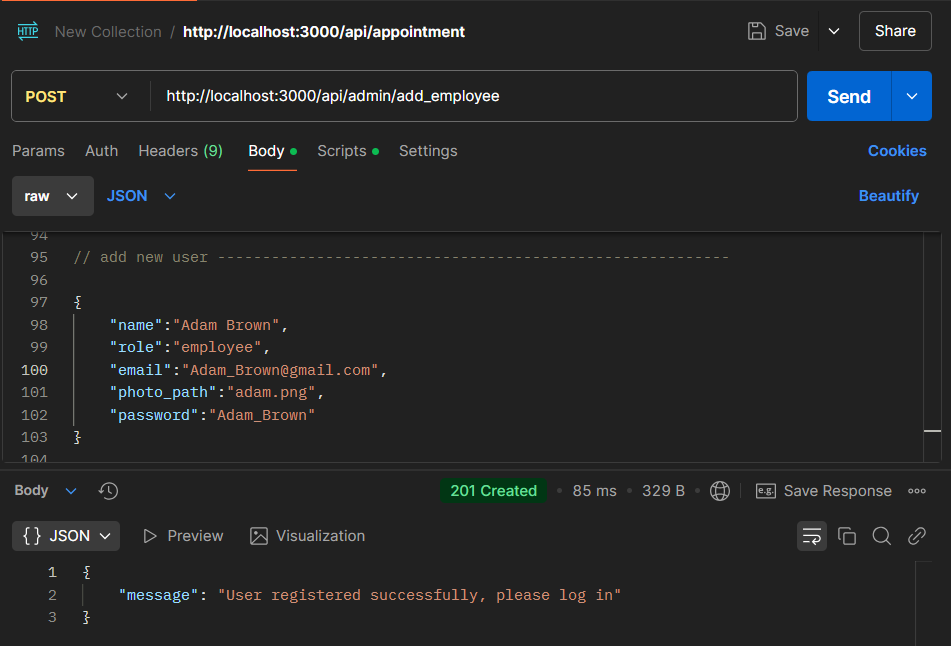 HTTP New Collection / http://localhost:3000/api/appointment Save Share
POST http://localhost:3000/api/admin/add_employee Send
Params Auth Headers (9) Body Scripts Settings Cookies
raw JSON Beautify
94
95 // add new user ---------------------------------------------------------
96
97 {
98 "name":"Adam Brown",
99 "role":"employee",
100 "email":"Adam_Brown@gmail.com",
101 "photo_path":"adam.png",
102 "password":"Adam_Brown"
103 }
104
Body 201 Created • 85 ms • 329 B • e.g. Save Response
{} JSON Preview Visualization
1 {
2 "message": "User registered successfully, please log in"
3 }